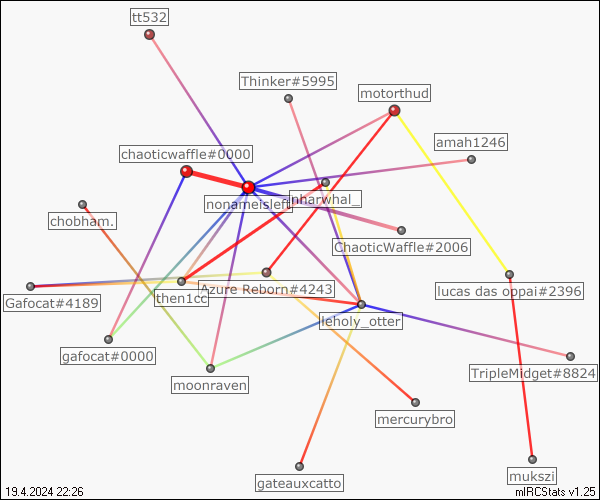 tt532
Thinker#5995
motorthud
amah1246
chaoticwaffle#0000
nonameisleft
nharwhal_
chobham.
ChaoticWaffle#2006
Gafocat#4189
then1cc
Azure Reborn#4243
lucas das oppai#2396
leholy_otter
gafocat#0000
moonraven
TripleMidget#8824
mercurybro
gateauxcatto
mukszi
19.4.2024 22:26
mIRCStats v1.25